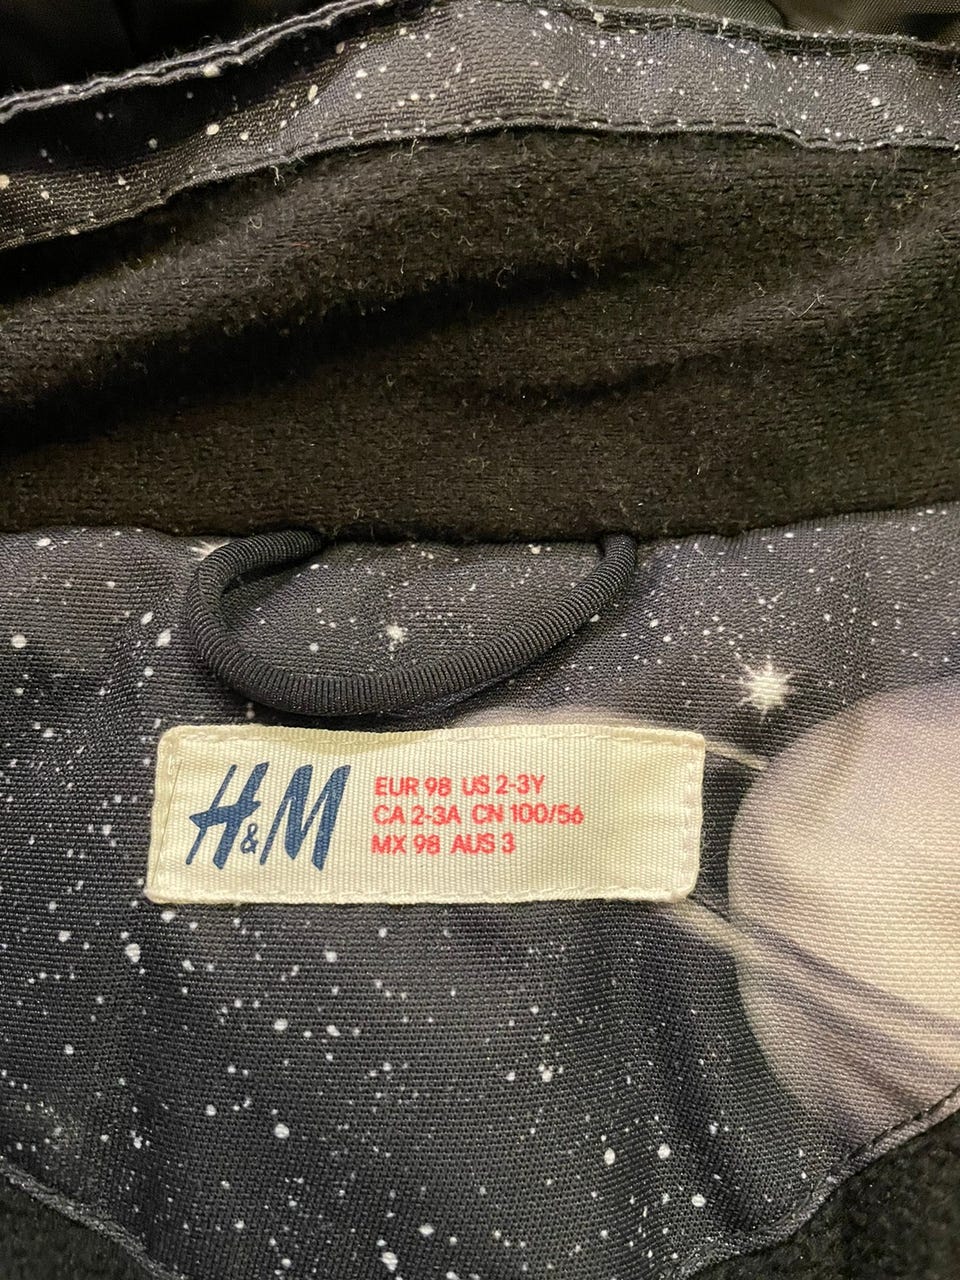 H&M
EUR 98 US 2-3Y
CA 2-3A CN 100/56
MX 98 AUS 3